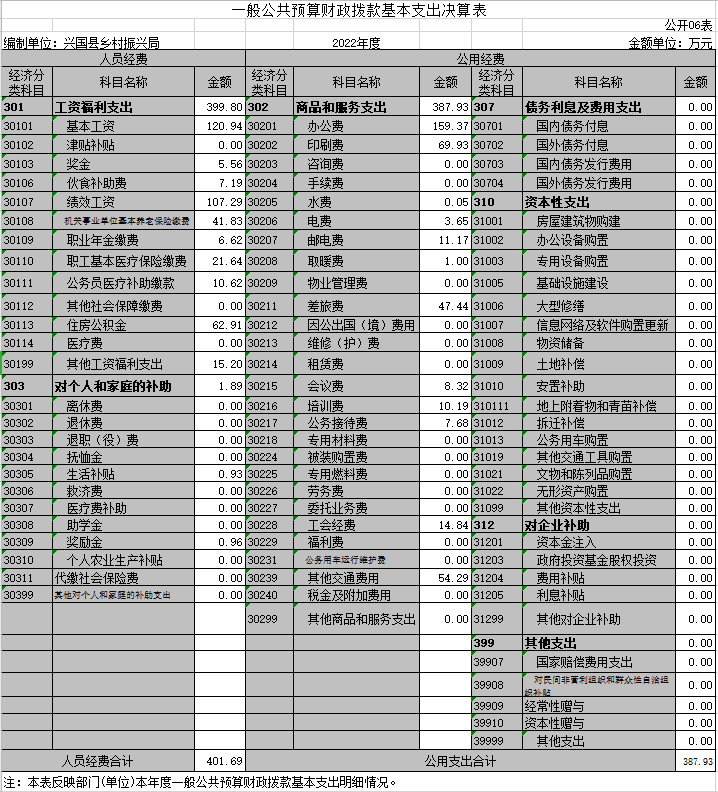 一般公共预算财政拨款基本支出决算表
公开06表
编制单位：兴国县乡村振兴局 2022年度 金额单位：万元
人员经费 公用经费
经济分类科目 科目名称 金额 经济分类科目 科目名称 金额 经济分类科目 科目名称 金额
301 工资福利支出 399.80 302 商品和服务支出 387.93 307 债务利息及费用支出 0.00
30101 基本工资 120.94 30201 办公费 159.37 30701 国内债务付息 0.00
30102 津贴补贴 0.00 30202 印刷费 69.93 30702 国外债务付息 0.00
30103 奖金 5.56 30203 咨询费 0.00 30703 国内债务发行费用 0.00
30106 伙食补助费 7.19 30204 手续费 0.00 30704 国外债务发行费用 0.00
30107 绩效工资 107.29 30205 水费 0.05 310 资本性支出 0.00
30108 机关事业单位基本养老保险缴费 41.83 30206 电费 3.65 31001 房屋建筑物购建 0.00
30109 职业年金缴费 6.62 30207 邮电费 11.17 31002 办公设备购置 0.00
30110 职工基本医疗保险缴费 21.64 30208 取暖费 1.00 31003 专用设备购置 0.00
30111 公务员医疗补助缴款 10.62 30209 物业管理费 0.00 31005 基础设施建设 0.00
30112 其他社会保障缴费 0.00 30211 差旅费 47.44 31006 大型修缮 0.00
30113 住房公积金 62.91 30212 因公出国（境）费用 0.00 31007 信息网络及软件购置更新 0.00
30114 医疗费 0.00 30213 维修（护）费 0.00 31008 物资储备 0.00
30199 其他工资福利支出 15.20 30214 租赁费 0.00 31009 土地补偿 0.00
303 对个人和家庭的补助 1.89 30215 会议费 8.32 31010 安置补助 0.00
30301 离休费 0.00 30216 培训费 10.19 310111 地上附着物和青苗补偿 0.00
30302 退休费 0.00 30217 公务接待费 7.68 31012 拆迁补偿 0.00
30303 退职（役）费 0.00 30218 专用材料费 0.00 31013 公务用车购置 0.00
30304 抚恤金 0.00 30224 被装购置费 0.00 31019 其他交通工具购置 0.00
30305 生活补贴 0.93 30225 专用燃料费 0.00 31021 文物和陈列品购置 0.00
30306 救济费 0.00 30226 劳务费 0.00 31022 无形资产购置 0.00
30307 医疗费补助 0.00 30227 委托业务费 0.00 31099 其他资本性支出 0.00
30308 助学金 0.00 30228 工会经费 14.84 312 对企业补助 0.00
30309 奖励金 0.96 30229 福利费 0.00 31201 资本金注入 0.00
30310 个人农业生产补贴 0.00 30231 公务用车运行维护费 0.00 31203 政府投资基金股权投资 0.00
30311 代缴社会保险费 0.00 30239 其他交通费用 54.29 31204 费用补贴 0.00
30399 其他对个人和家庭的补助支出 0.00 30240 税金及附加费用 0.00 31205 利息补贴 0.00
30299 其他商品和服务支出 0.00 31299 其他对企业补助 0.00
399 其他支出 0.00
39907 国家赔偿费用支出 0.00
39908 对民间非营利组织和群众性自治组织补贴 0.00
39909 经常性赠与 0.00
39910 资本性赠与 0.00
39999 其他支出 0.00
人员经费合计 401.69 公用支出合计 387.93
注：本表反映部门(单位)本年度一般公共预算财政拨款基本支出明细情况。